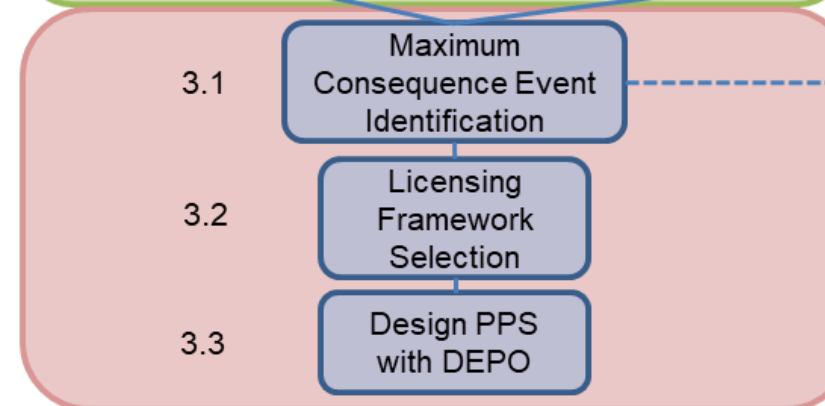 3.1
Maximum
Consequence Event
Identification
3.2
Licensing
Framework
Selection
3.3
Design PPS
with DEPO